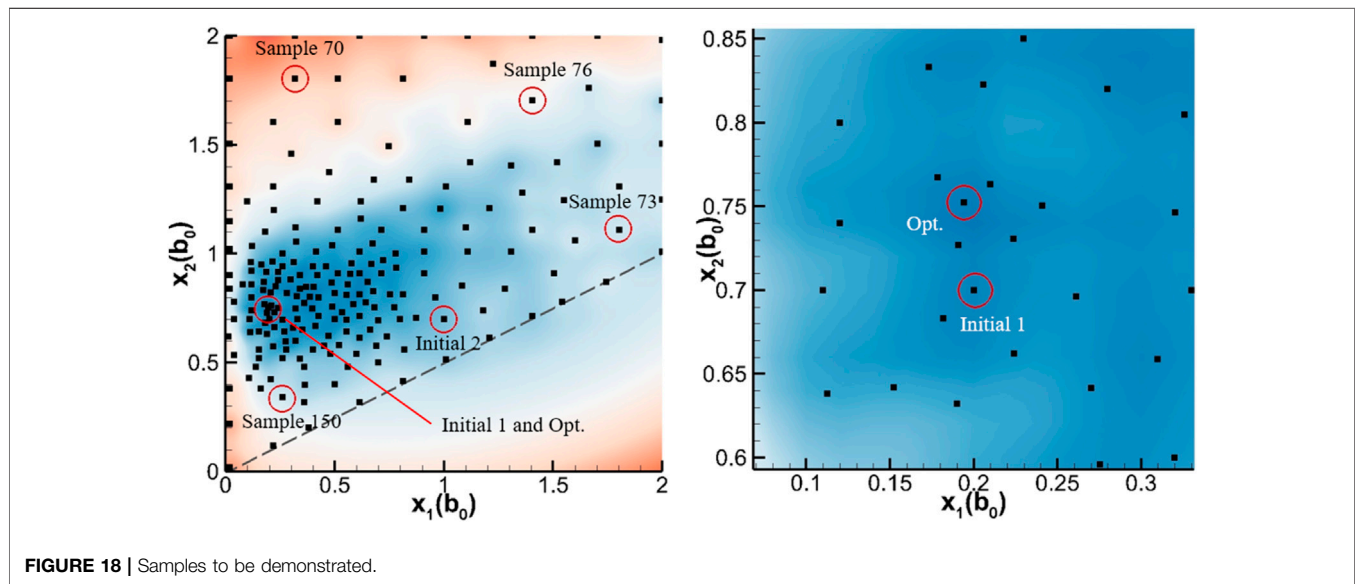 2
Sample 70
Sample 76
1.5
Sample 73
x₂(b₀)
1
Initial 2
0.5
Sample 150
Initial 1 and Opt.
0
0
0.5
1
1.5
2
x₁(b₀)
0.85
0.8
x₂(b₀)
0.75
Opt.
0.7
Initial 1
0.65
0.6
0.1
0.15
0.2
0.25
0.3
x₁(b₀)
FIGURE 18 | Samples to be demonstrated.